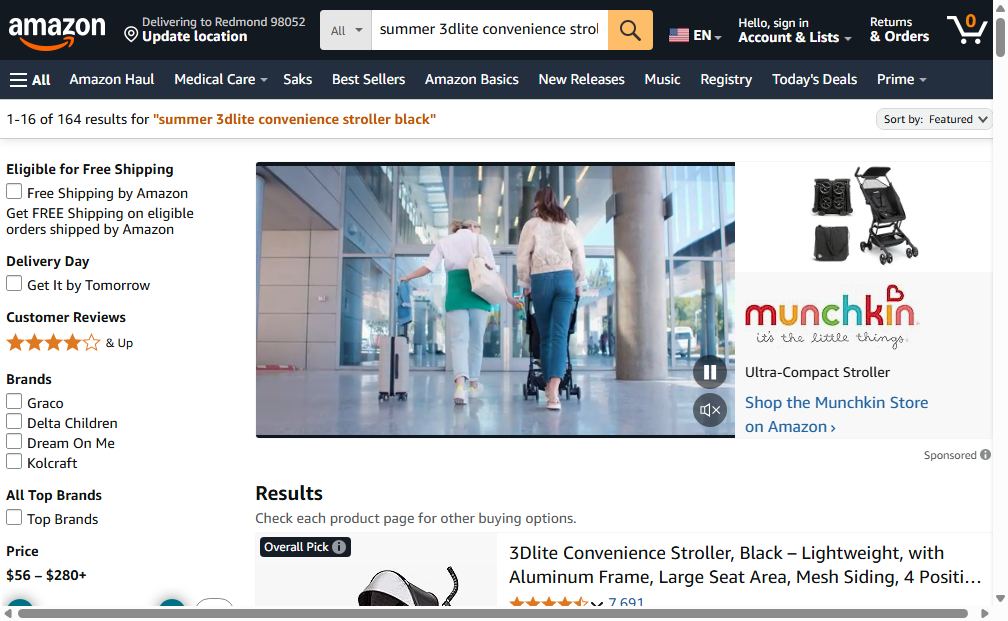 amazon
Delivering to Redmond 98052
Update location
All
summer 3dlite convenience strol
EN
Hello, sign in
Account & Lists
Returns
& Orders
0
All
Amazon Haul
Medical Care
Saks
Best Sellers
Amazon Basics
New Releases
Music
Registry
Today's Deals
Prime
1-16 of 164 results for "summer 3dlite convenience stroller black"
Sort by: Featured
Eligible for Free Shipping
Free Shipping by Amazon
Get FREE Shipping on eligible
orders shipped by Amazon
Delivery Day
Get It by Tomorrow
Customer Reviews
& Up
Brands
Graco
Delta Children
Dream On Me
Kolcraft
All Top Brands
Top Brands
Price
$56 – $280+
munchkin
it's the little things.
Ultra-Compact Stroller
Shop the Munchkin Store
on Amazon ›
Sponsored
Results
Check each product page for other buying options.
Overall Pick
3Dlite Convenience Stroller, Black – Lightweight, with
Aluminum Frame, Large Seat Area, Mesh Siding, 4 Positi…
7,691